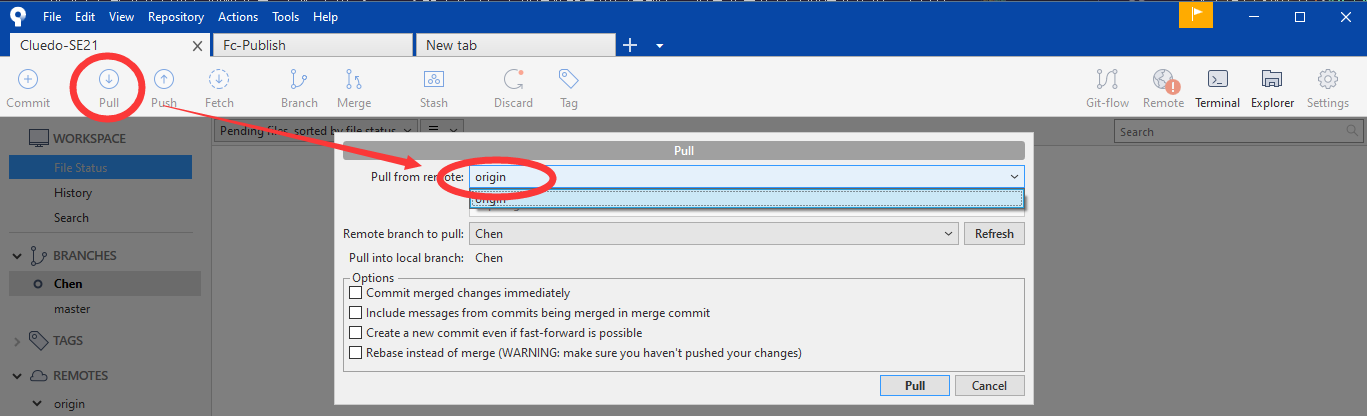 File Edit View Repository Actions Tools Help
Cluedo-SE21 Fc-Publish New tab
Commit Pull Push Fetch Branch Merge Stash Discard Tag Git-flow Remote Terminal Explorer Settings
WORKSPACE
Pending files, sorted by file status
Search
Pull
File Status
Pull from remote: origin
History
origin
Search
Remote branch to pull: Chen Refresh
BRANCHES
Pull into local branch: Chen
Chen
Options
Commit merged changes immediately
master
Include messages from commits being merged in merge commit
Create a new commit even if fast-forward is possible
TAGS
Rebase instead of merge (WARNING: make sure you haven't pushed your changes)
REMOTES
Pull Cancel
origin